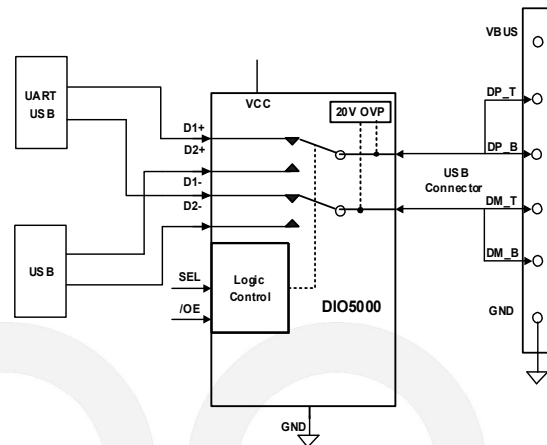 VBUS
UART
USB
VCC
20V OVP
DP_T
D1+
D2+
DP_B
USB
Connector
D1-
D2-
DM_T
USB
SEL
/OE
Logic
Control
DIO5000
DM_B
GND
GND